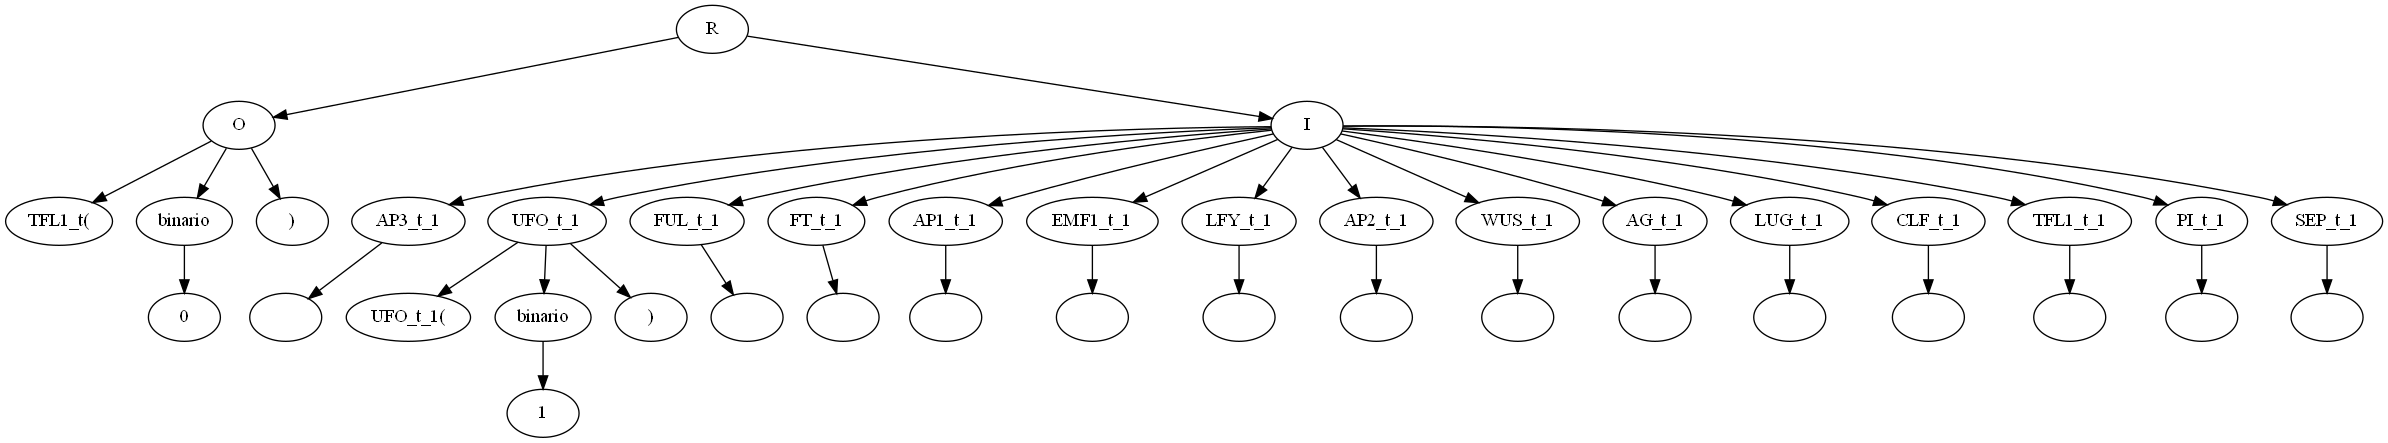 R
O I
TFL1_t( binario ) AP3_t_1 UFO_t_1 FUL_t_1 FT_t_1 AP1_t_1 EMF1_t_1 LFY_t_1 AP2_t_1 WUS_t_1 AG_t_1 LUG_t_1 CLF_t_1 TFL1_t_1 PI_t_1 SEP_t_1
0 UFO_t_1( binario )
1